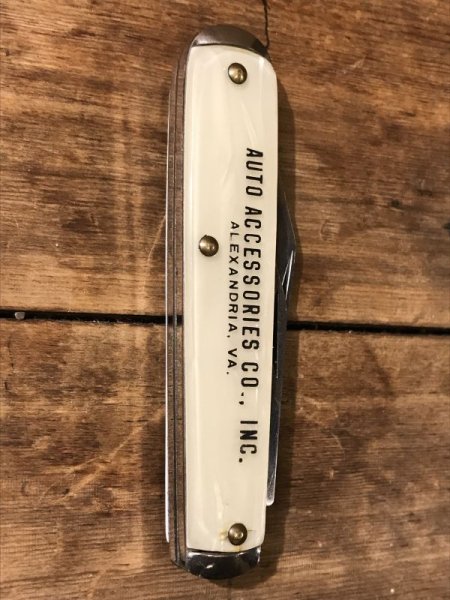 AUTO ACCESSORIES CO., INC.
ALEXANDRIA, VA.